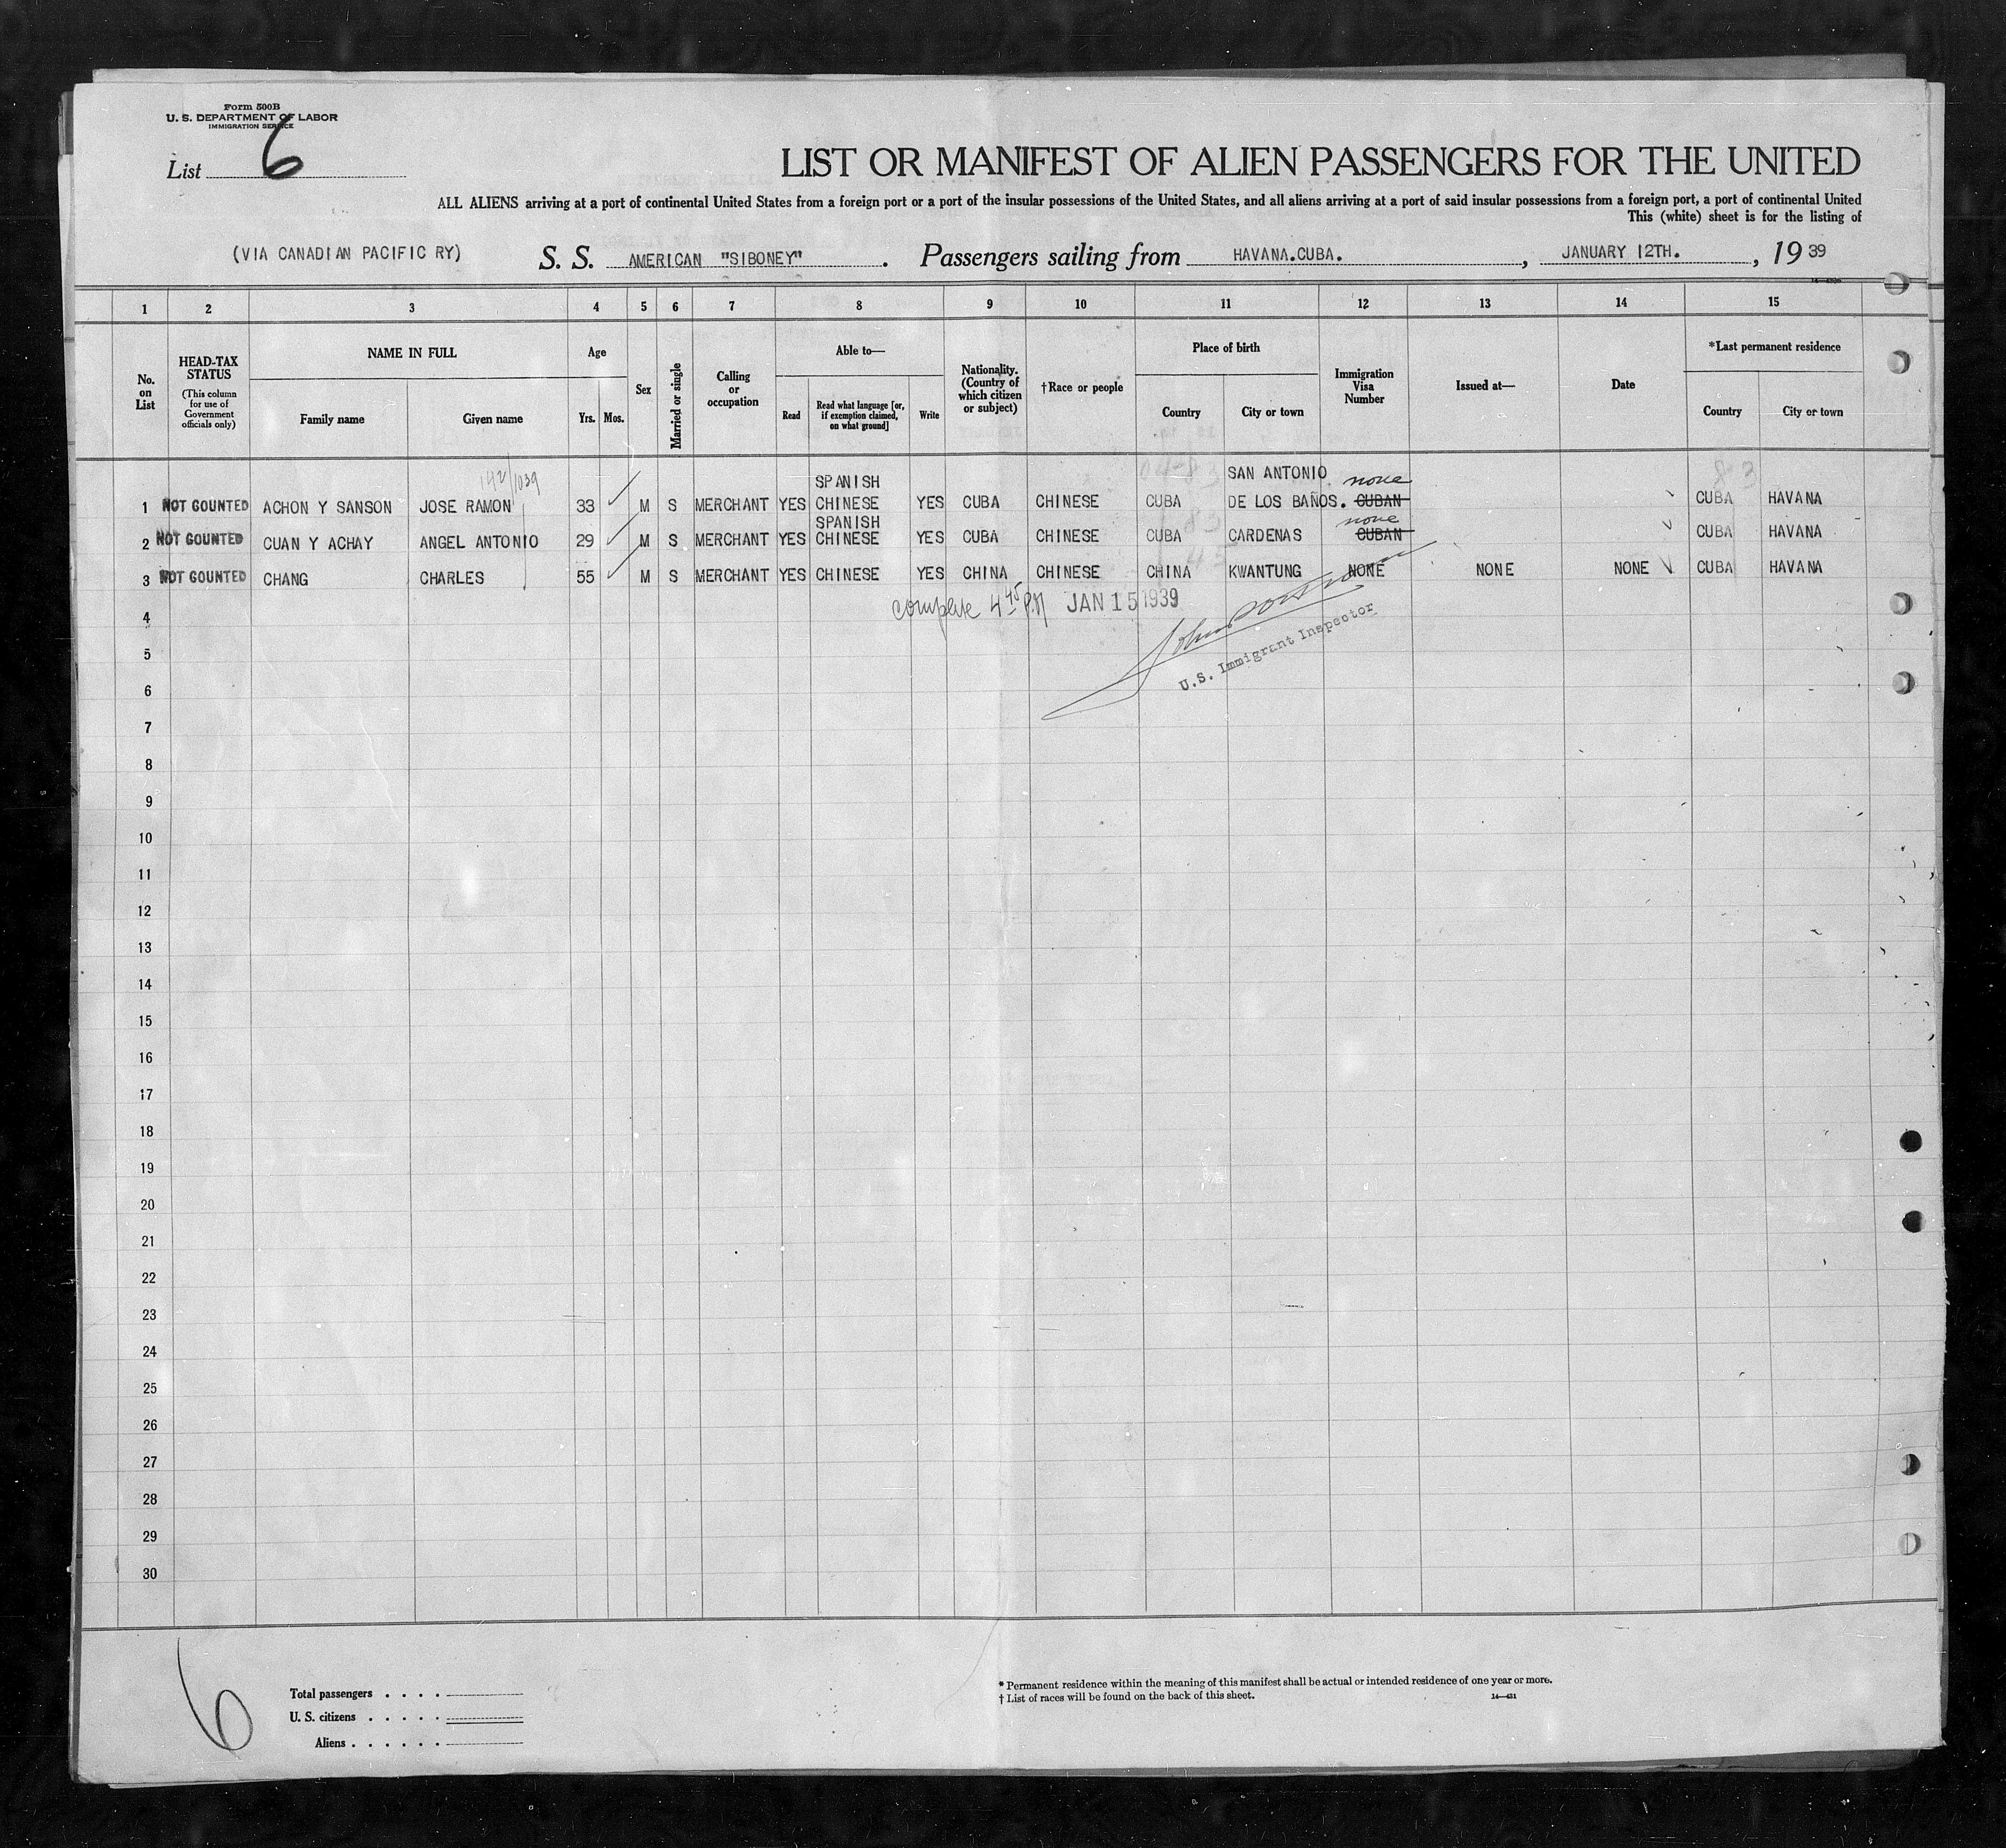 Form 500B
U. S. DEPARTMENT OF LABOR
IMMIGRATION SERVICE
List 6
LIST OR MANIFEST OF ALIEN PASSENGERS FOR THE UNITED
ALL ALIENS arriving at a port of continental United States from a foreign port or a port of the insular possessions of the United States, and all aliens arriving at a port of said insular possessions from a foreign port, a port of continental United
This (white) sheet is for the listing of
(VIA CANADIAN PACIFIC RY) S. S. AMERICAN "SIBONEY". Passengers sailing from HAVANA.CUBA. , JANUARY 12TH. , 19 39
1 2 3 4 5 6 7 8 9 10 11 12 13 14 15
No. on List
HEAD-TAX STATUS (This column for use of Government officials only)
NAME IN FULL
Family name Given name
Age
Yrs. Mos.
Sex
Married or single
Calling or occupation
Able to—
Read Read what language [or, if exemption claimed, on what ground] Write
Nationality. (Country of which citizen or subject)
†Race or people
Place of birth
Country City or town
Immigration Visa Number
Issued at—
Date
*Last permanent residence
Country City or town
1 NOT COUNTED ACHON Y SANSON JOSE RAMON 33 M S MERCHANT YES SPANISH CHINESE YES CUBA CHINESE CUBA SAN ANTONIO DE LOS BAÑOS. none CUBAN CUBA HAVANA
2 NOT COUNTED CUAN Y ACHAY ANGEL ANTONIO 29 M S MERCHANT YES SPANISH CHINESE YES CUBA CHINESE CUBA CARDENAS none CUBAN CUBA HAVANA
3 NOT COUNTED CHANG CHARLES 55 M S MERCHANT YES CHINESE YES CHINA CHINESE CHINA KWANTUNG NONE NONE NONE CUBA HAVANA
complete 4 45 P.M JAN 15 1939
U.S. Immigrant Inspector
4
5
6
7
8
9
10
11
12
13
14
15
16
17
18
19
20
21
22
23
24
25
26
27
28
29
30
6
Total passengers . . . .
U. S. citizens . . . . .
Aliens . . . . . .
* Permanent residence within the meaning of this manifest shall be actual or intended residence of one year or more.
† List of races will be found on the back of this sheet.
14—431